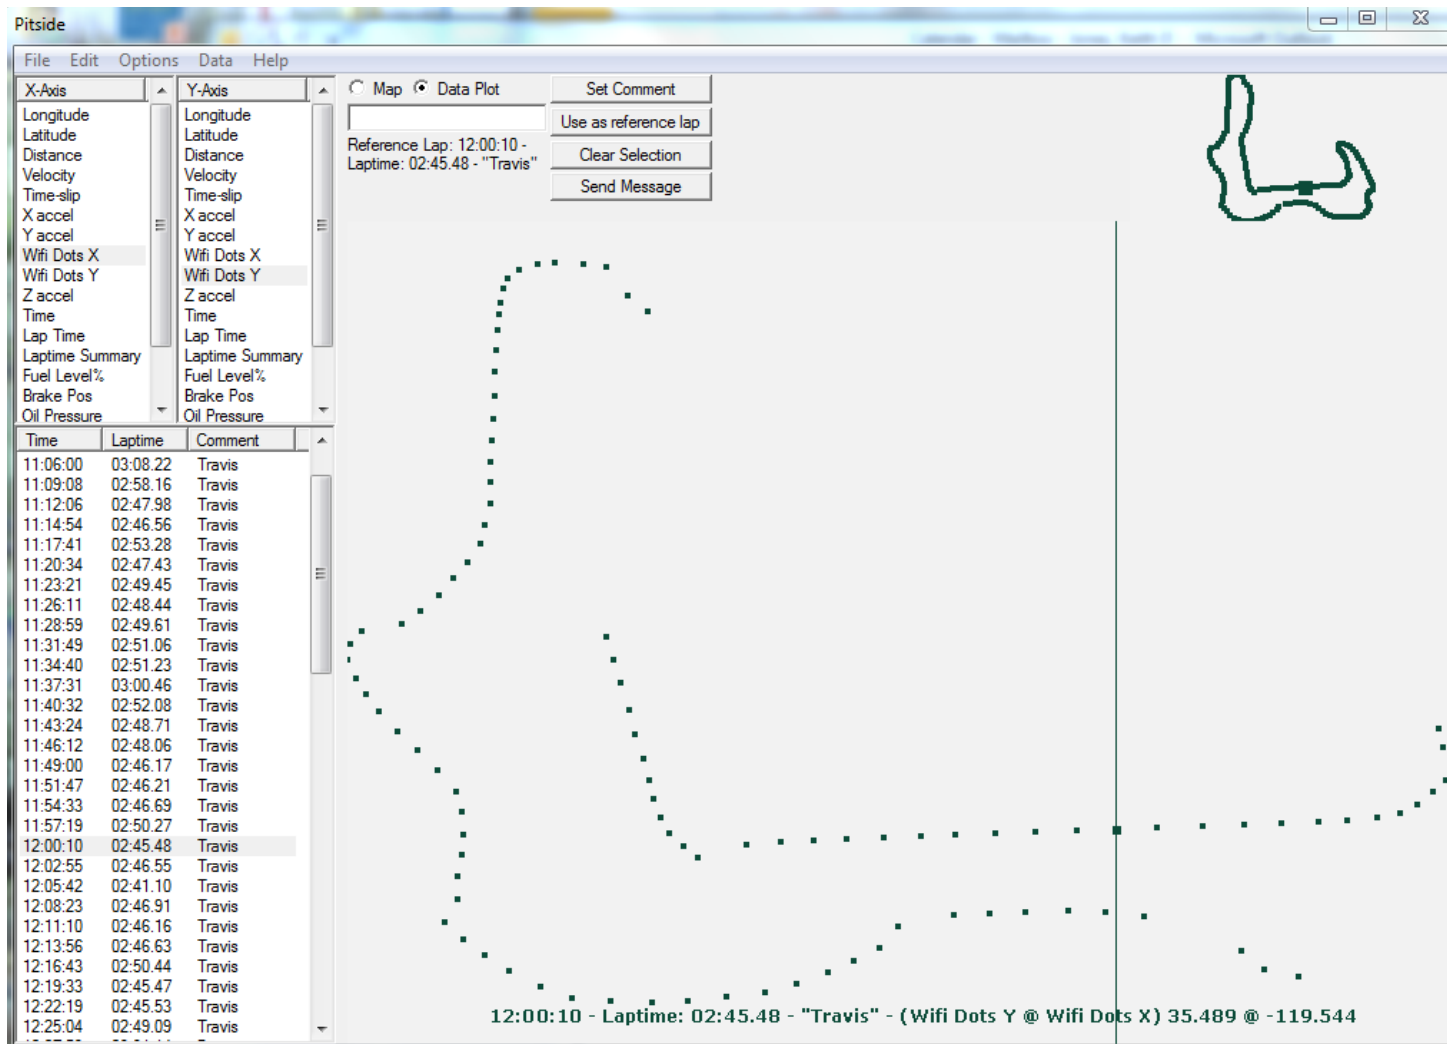 Pitside
File Edit Options Data Help
X-Axis Y-Axis
Longitude Longitude
Latitude Latitude
Distance Distance
Velocity Velocity
Time-slip Time-slip
X accel X accel
Y accel Y accel
Wifi Dots X Wifi Dots X
Wifi Dots Y Wifi Dots Y
Z accel Z accel
Time Time
Lap Time Lap Time
Laptime Summary Laptime Summary
Fuel Level% Fuel Level%
Brake Pos Brake Pos
Oil Pressure Oil Pressure
Map Data Plot
Reference Lap: 12:00:10 -
Laptime: 02:45.48 - "Travis"
Set Comment
Use as reference lap
Clear Selection
Send Message
Time Laptime Comment
11:06:00 03:08.22 Travis
11:09:08 02:58.16 Travis
11:12:06 02:47.98 Travis
11:14:54 02:46.56 Travis
11:17:41 02:53.28 Travis
11:20:34 02:47.43 Travis
11:23:21 02:49.45 Travis
11:26:11 02:48.44 Travis
11:28:59 02:49.61 Travis
11:31:49 02:51.06 Travis
11:34:40 02:51.23 Travis
11:37:31 03:00.46 Travis
11:40:32 02:52.08 Travis
11:43:24 02:48.71 Travis
11:46:12 02:48.06 Travis
11:49:00 02:46.17 Travis
11:51:47 02:46.21 Travis
11:54:33 02:46.69 Travis
11:57:19 02:50.27 Travis
12:00:10 02:45.48 Travis
12:02:55 02:46.55 Travis
12:05:42 02:41.10 Travis
12:08:23 02:46.91 Travis
12:11:10 02:46.16 Travis
12:13:56 02:46.63 Travis
12:16:43 02:50.44 Travis
12:19:33 02:45.47 Travis
12:22:19 02:45.53 Travis
12:25:04 02:49.09 Travis
12:00:10 - Laptime: 02:45.48 - "Travis" - (Wifi Dots Y @ Wifi Dots X) 35.489 @ -119.544